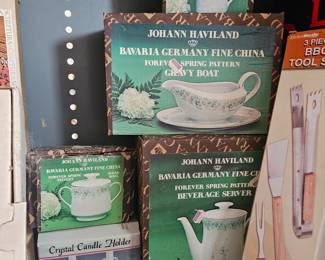 JOHANN HAVILAND
BAVARIA GERMANY FINE CHINA
FOREVER SPRING PATTERN
GRAVY BOAT
JOHANN HAVILAND
BAVARIA GERMANY FINE CHINA
FOREVER SPRING PATTERN
SUGAR BOWL
JOHANN HAVILAND
BAVARIA GERMANY FINE CHINA
FOREVER SPRING PATTERN
BEVERAGE SERVER
Crystal Candle Holder
3 PIECE
BBQ
TOOL S